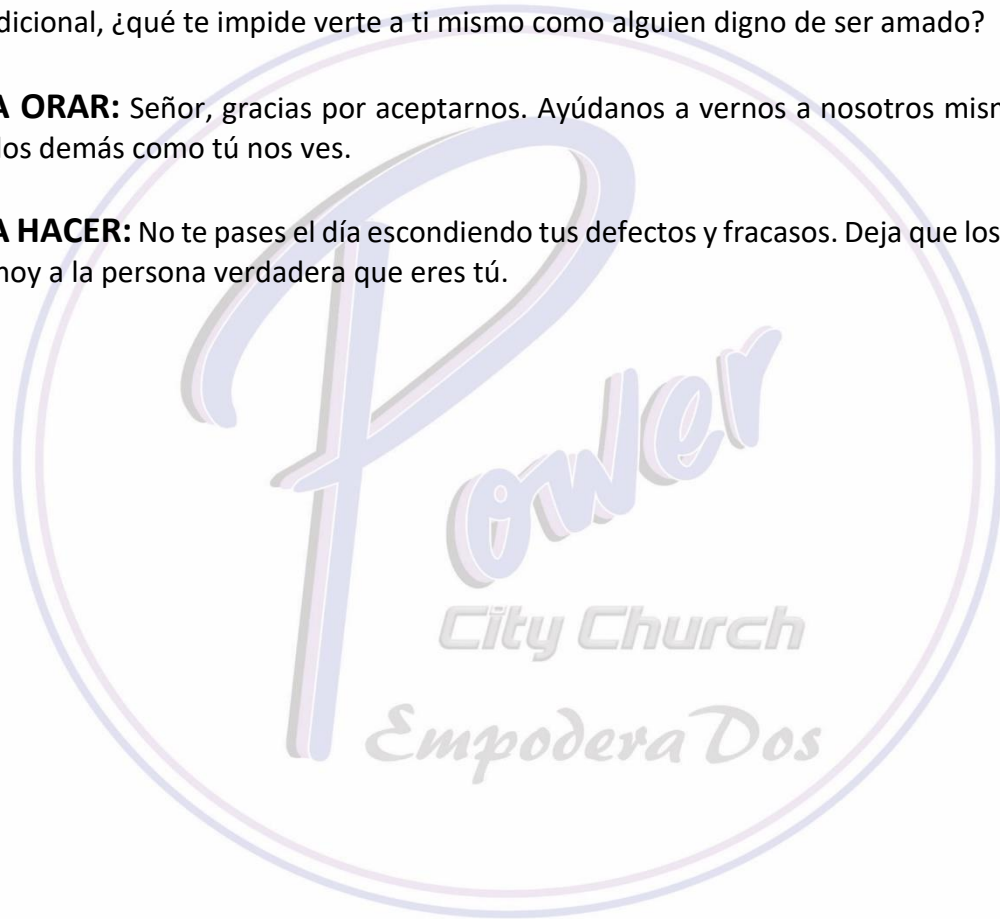 dicional, ¿qué te impide verte a ti mismo como alguien digno de ser amado?
A ORAR: Señor, gracias por aceptarnos. Ayúdanos a vernos a nosotros mism
los demás como tú nos ves.
A HACER: No te pases el día escondiendo tus defectos y fracasos. Deja que los
hoy a la persona verdadera que eres tú.
Power
City Church
EmpoderaDos